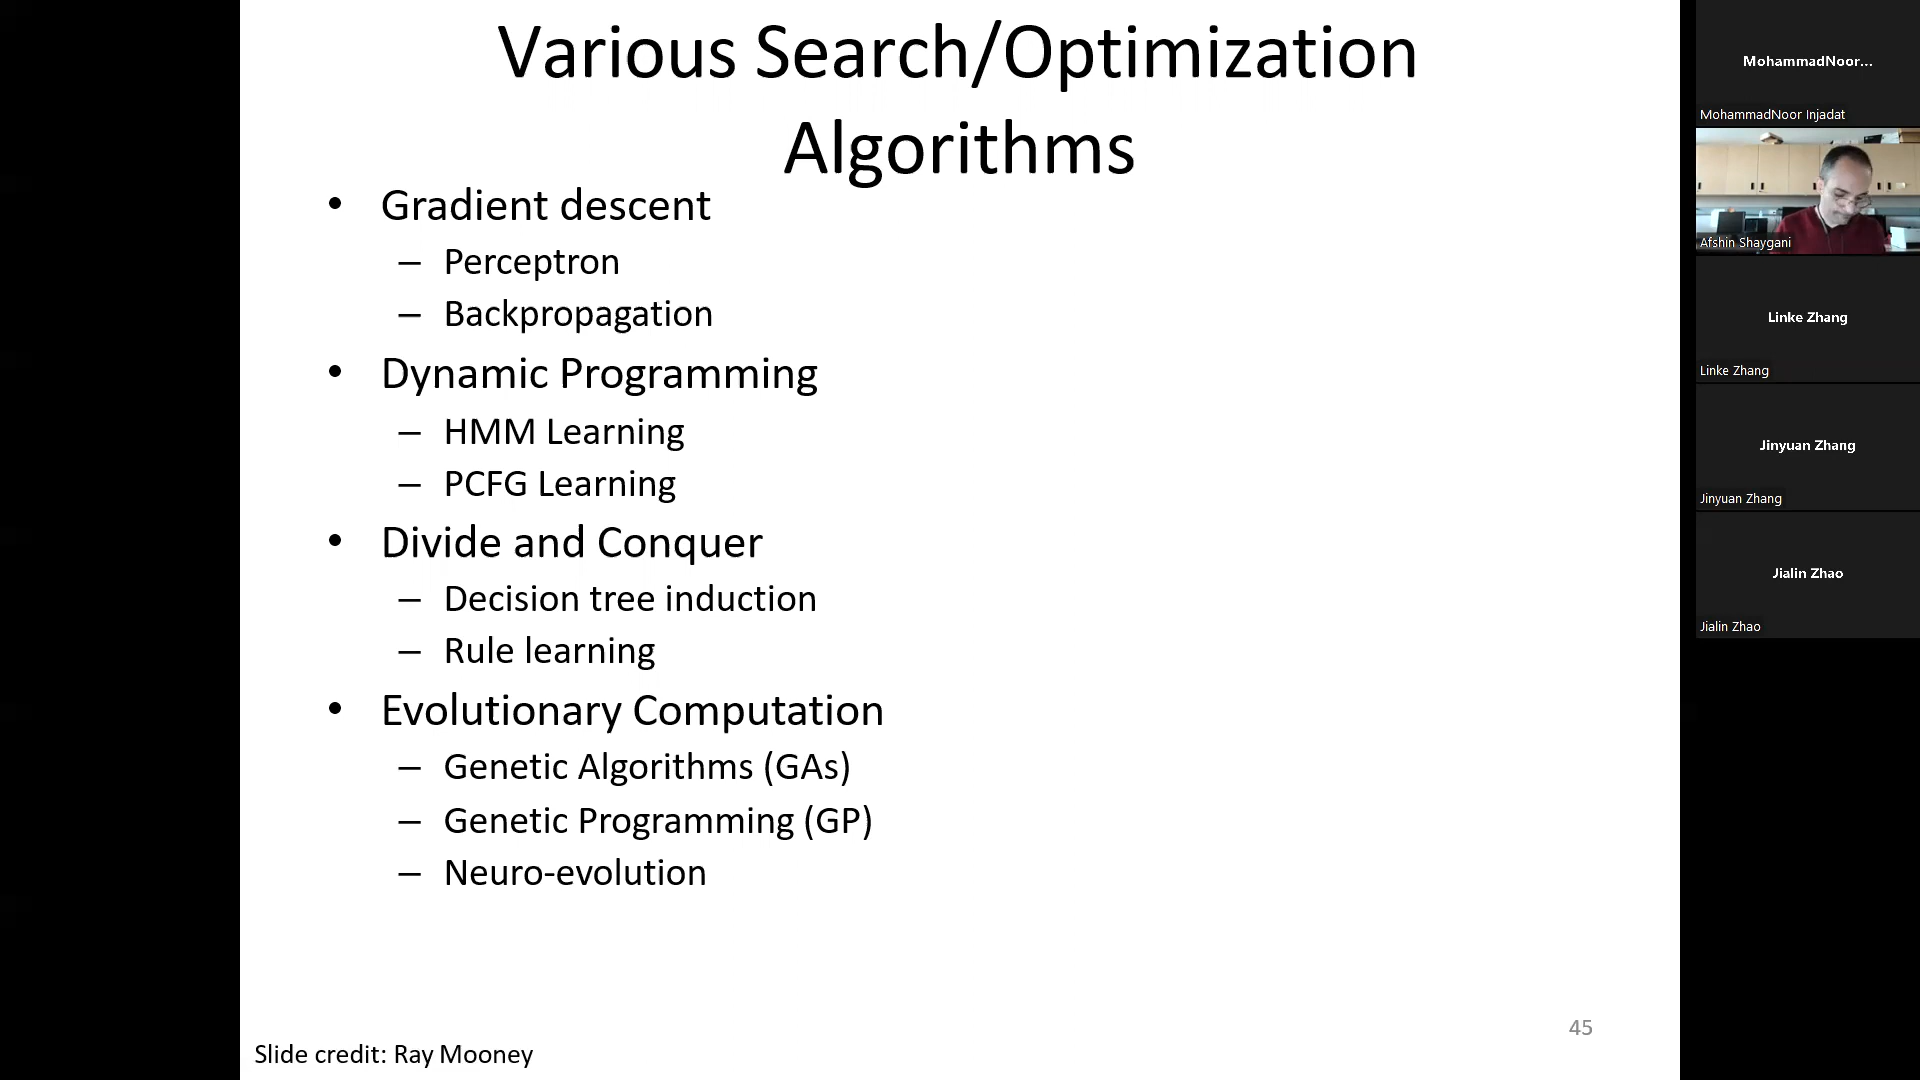 Various Search/Optimization
Algorithms
• Gradient descent
– Perceptron
– Backpropagation
• Dynamic Programming
– HMM Learning
– PCFG Learning
• Divide and Conquer
– Decision tree induction
– Rule learning
• Evolutionary Computation
– Genetic Algorithms (GAs)
– Genetic Programming (GP)
– Neuro-evolution
45
Slide credit: Ray Mooney
MohammadNoor...
MohammadNoor Injadat
Afshin Shaygani
Linke Zhang
Linke Zhang
Jinyuan Zhang
Jinyuan Zhang
Jialin Zhao
Jialin Zhao